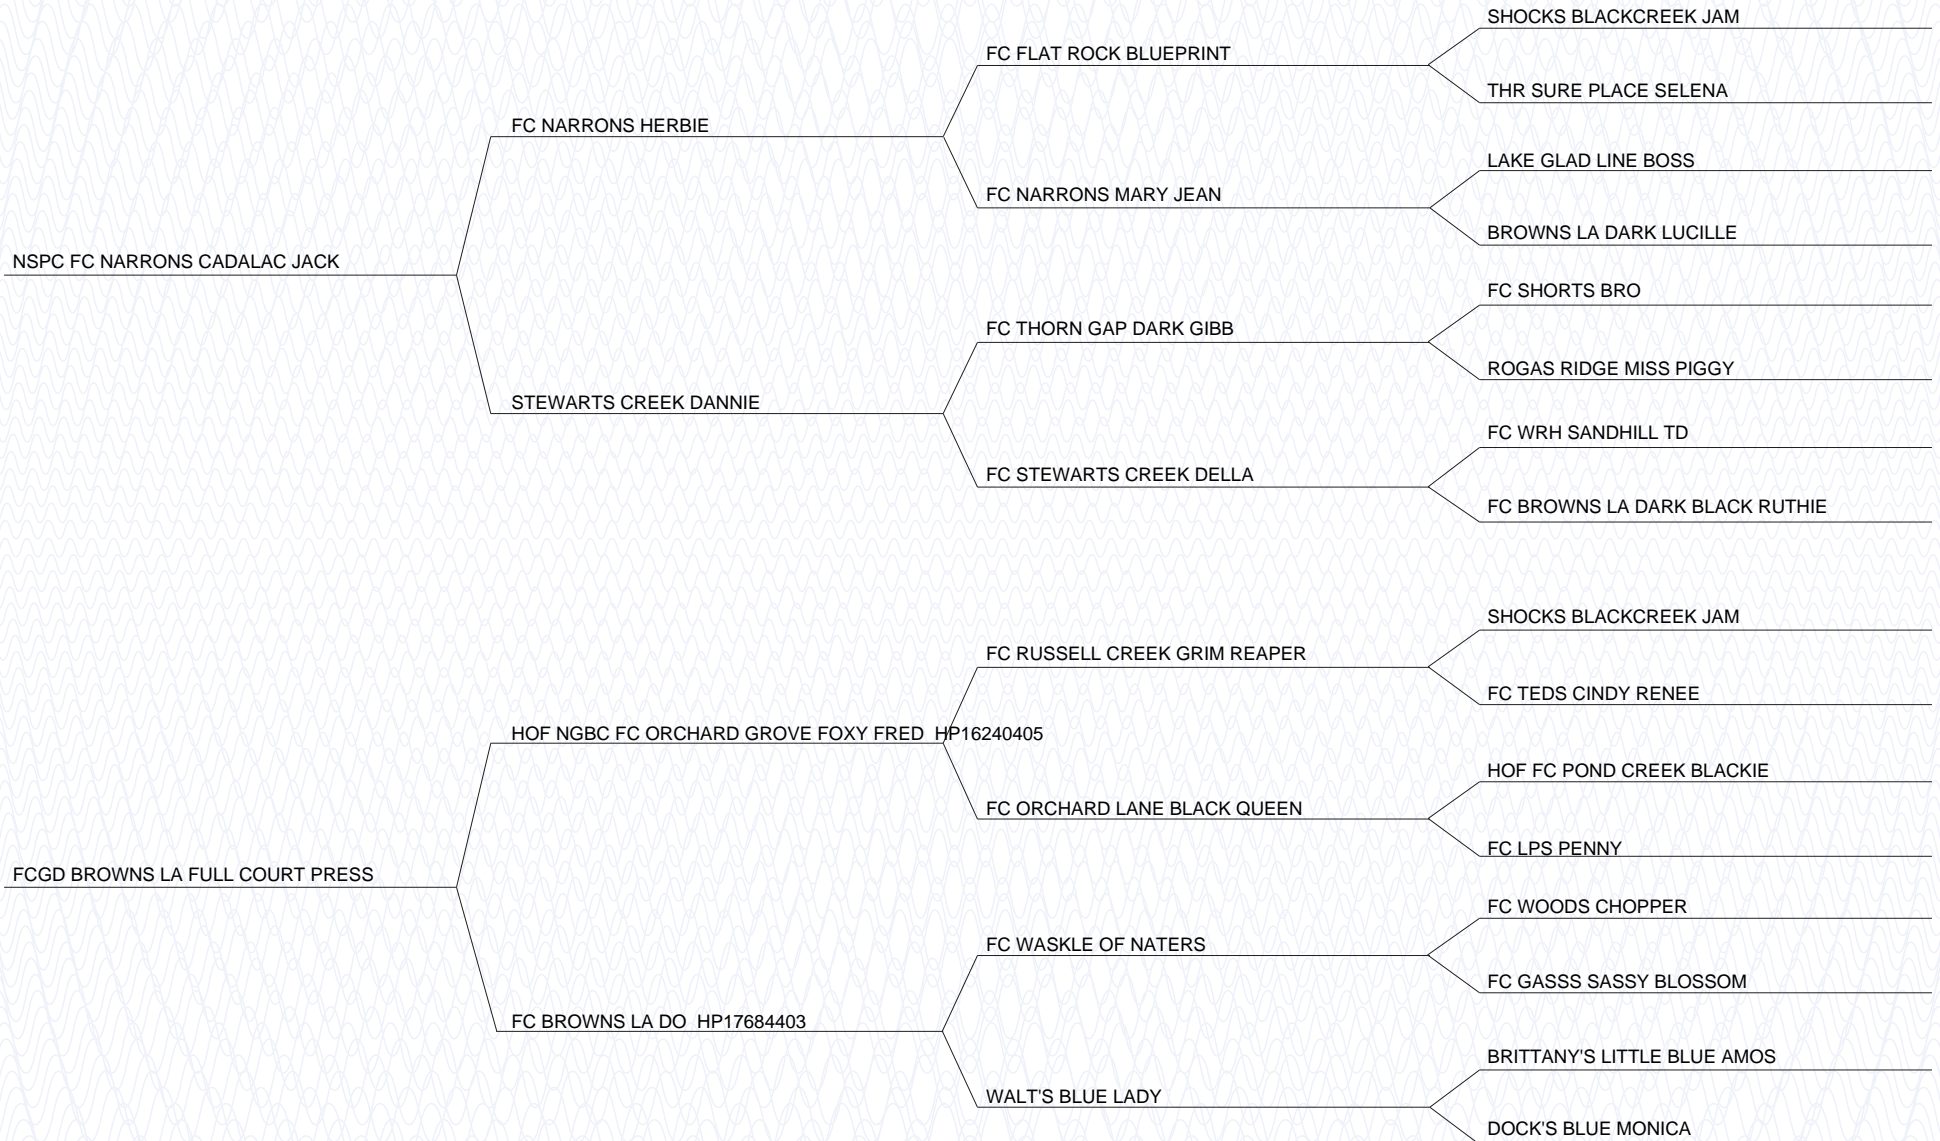 SHOCKS BLACKCREEK JAM
FC FLAT ROCK BLUEPRINT
THR SURE PLACE SELENA
FC NARRONS HERBIE
LAKE GLAD LINE BOSS
FC NARRONS MARY JEAN
BROWNS LA DARK LUCILLE
NSPC FC NARRONS CADALAC JACK
FC SHORTS BRO
FC THORN GAP DARK GIBB
ROGAS RIDGE MISS PIGGY
STEWARTS CREEK DANNIE
FC WRH SANDHILL TD
FC STEWARTS CREEK DELLA
FC BROWNS LA DARK BLACK RUTHIE
SHOCKS BLACKCREEK JAM
FC RUSSELL CREEK GRIM REAPER
FC TEDS CINDY RENEE
HOF NGBC FC ORCHARD GROVE FOXY FRED  HP16240405
HOF FC POND CREEK BLACKIE
FC ORCHARD LANE BLACK QUEEN
FC LPS PENNY
FCGD BROWNS LA FULL COURT PRESS
FC WOODS CHOPPER
FC WASKLE OF NATERS
FC GASSS SASSY BLOSSOM
FC BROWNS LA DO  HP17684403
BRITTANY'S LITTLE BLUE AMOS
WALT'S BLUE LADY
DOCK'S BLUE MONICA